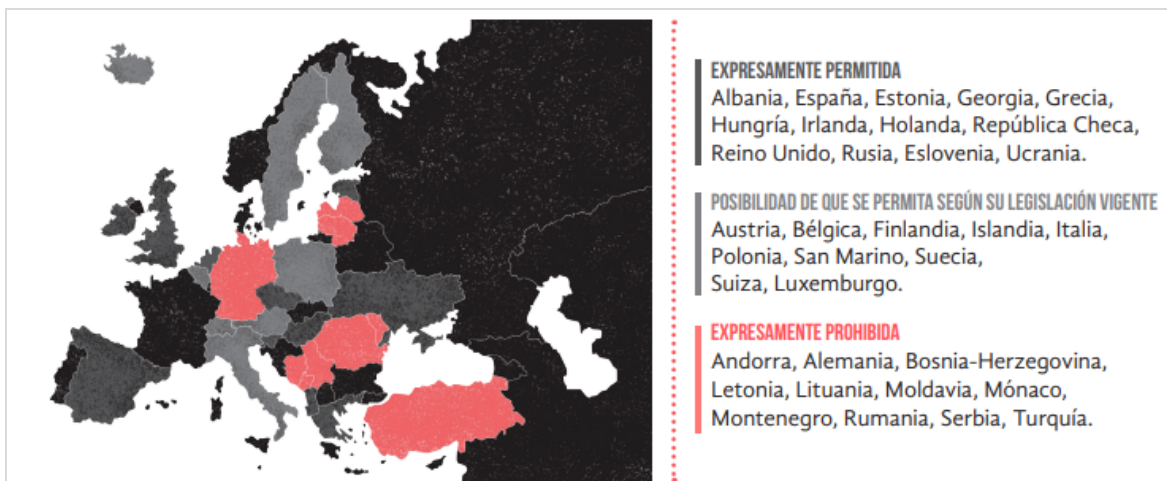 EXPRESAMENTE PERMITIDA
Albania, España, Estonia, Georgia, Grecia,
Hungría, Irlanda, Holanda, República Checa,
Reino Unido, Rusia, Eslovenia, Ucrania.
POSIBILIDAD DE QUE SE PERMITA SEGÚN SU LEGISLACIÓN VIGENTE
Austria, Bélgica, Finlandia, Islandia, Italia,
Polonia, San Marino, Suecia,
Suiza, Luxemburgo.
EXPRESAMENTE PROHIBIDA
Andorra, Alemania, Bosnia-Herzegovina,
Letonia, Lituania, Moldavia, Mónaco,
Montenegro, Rumania, Serbia, Turquía.